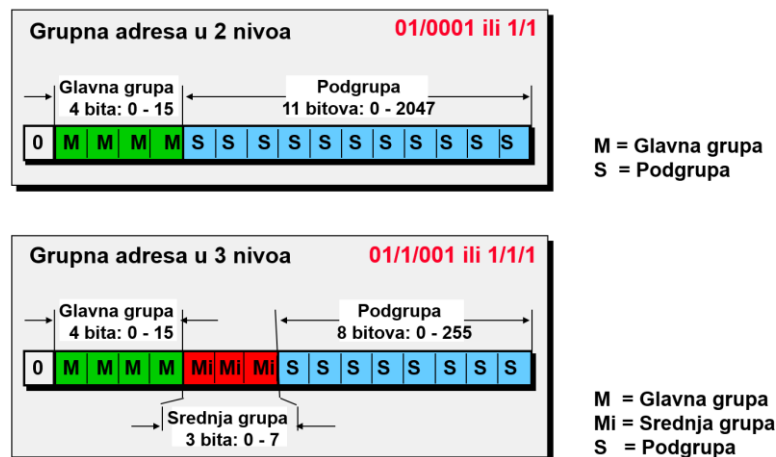 Grupna adresa u 2 nivoa 01/0001 ili 1/1
Glavna grupa
4 bita: 0 - 15
Podgrupa
11 bitova: 0 - 2047
0 M M M M S S S S S S S S S S S
M = Glavna grupa
S = Podgrupa
Grupna adresa u 3 nivoa 01/1/001 ili 1/1/1
Glavna grupa
4 bita: 0 - 15
Podgrupa
8 bitova: 0 - 255
0 M M M M Mi Mi Mi S S S S S S S S
Srednja grupa
3 bita: 0 - 7
M = Glavna grupa
Mi = Srednja grupa
S = Podgrupa